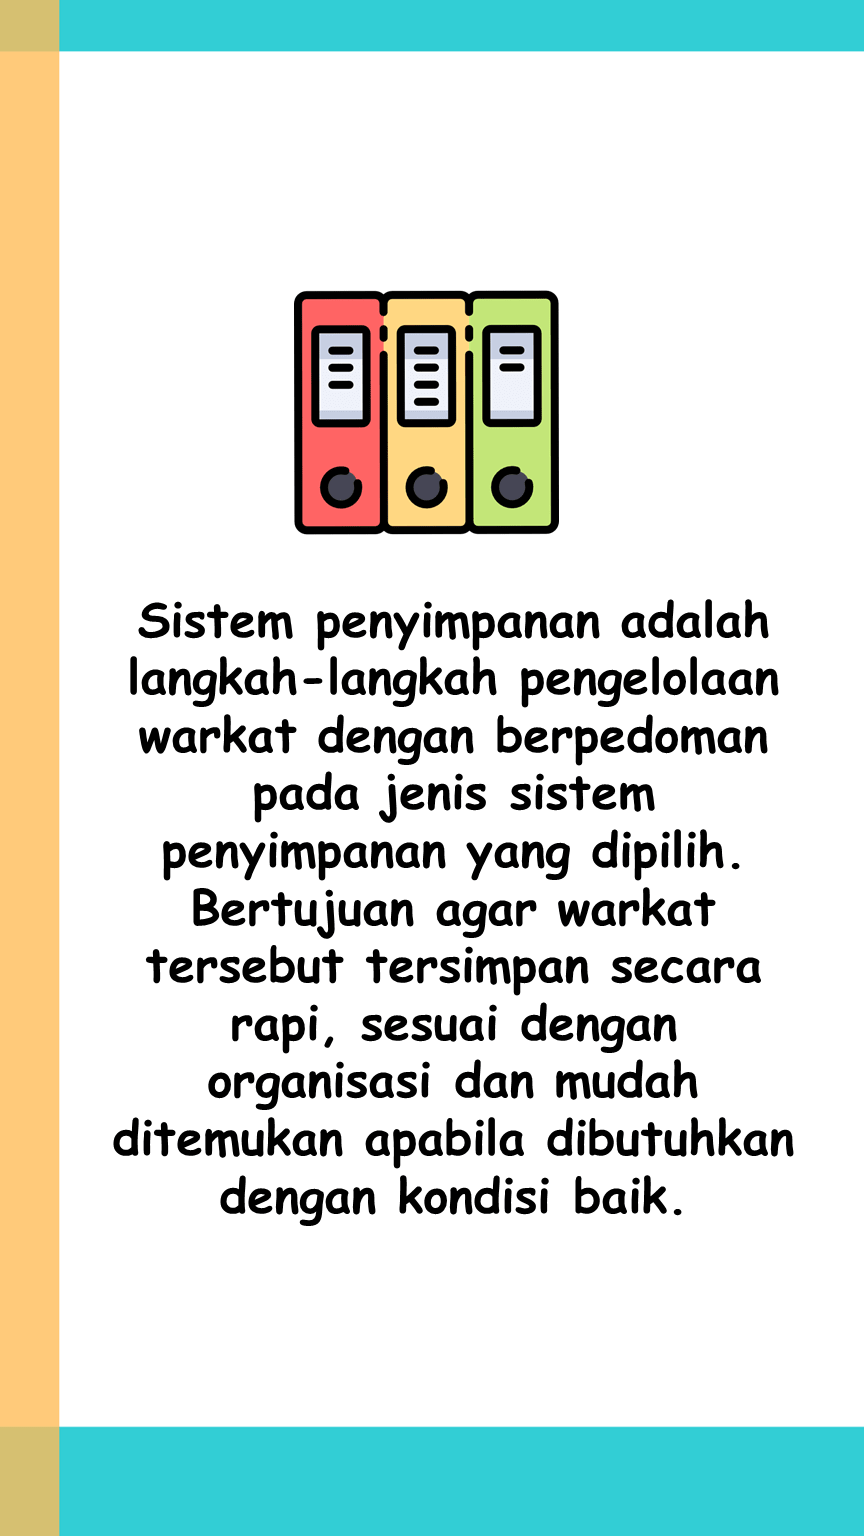 Sistem penyimpanan adalah
langkah-langkah pengelolaan
warkat dengan berpedoman
pada jenis sistem
penyimpanan yang dipilih.
Bertujuan agar warkat
tersebut tersimpan secara
rapi, sesuai dengan
organisasi dan mudah
ditemukan apabila dibutuhkan
dengan kondisi baik.